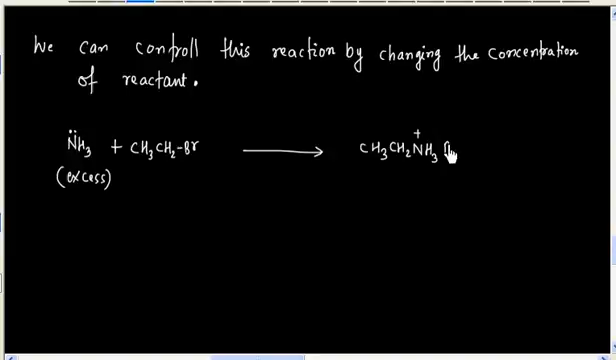 We can controll this reaction by changing the concentration
of reactant.
N̈H₃ + CH₃CH₂-Br ⟶ CH₃CH₂N⁺H₃
(excess)